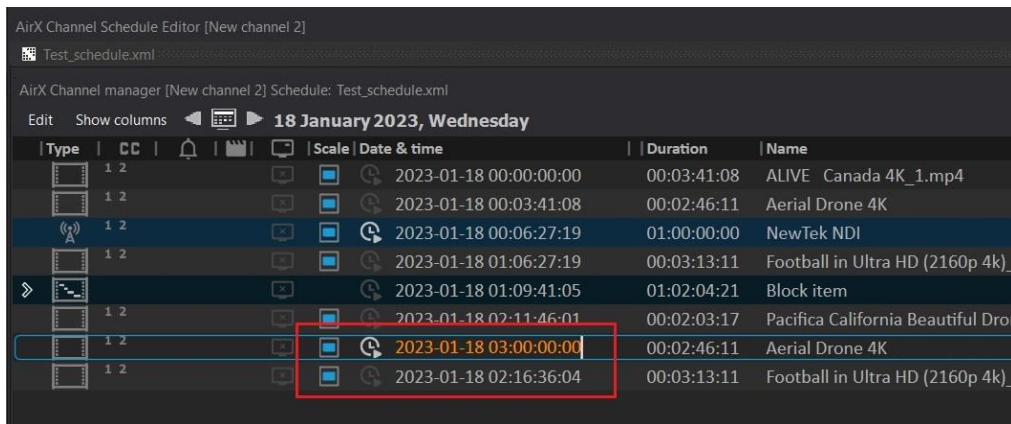 AirX Channel Schedule Editor [New channel 2]
Test_schedule.xml
AirX Channel manager [New channel 2] Schedule: Test_schedule.xml
Edit Show columns 18 January 2023, Wednesday
Type CC Scale Date & time Duration Name
1 2 2023-01-18 00:00:00:00 00:03:41:08 ALIVE Canada 4K_1.mp4
1 2 2023-01-18 00:03:41:08 00:02:46:11 Aerial Drone 4K
1 2 2023-01-18 00:06:27:19 01:00:00:00 NewTek NDI
1 2 2023-01-18 01:06:27:19 00:03:13:11 Football in Ultra HD (2160p 4k)_
2023-01-18 01:09:41:05 01:02:04:21 Block item
1 2 2023-01-18 02:11:46:01 00:02:03:17 Pacifica California Beautiful Dro
1 2 2023-01-18 03:00:00:00 00:02:46:11 Aerial Drone 4K
1 2 2023-01-18 02:16:36:04 00:03:13:11 Football in Ultra HD (2160p 4k)_